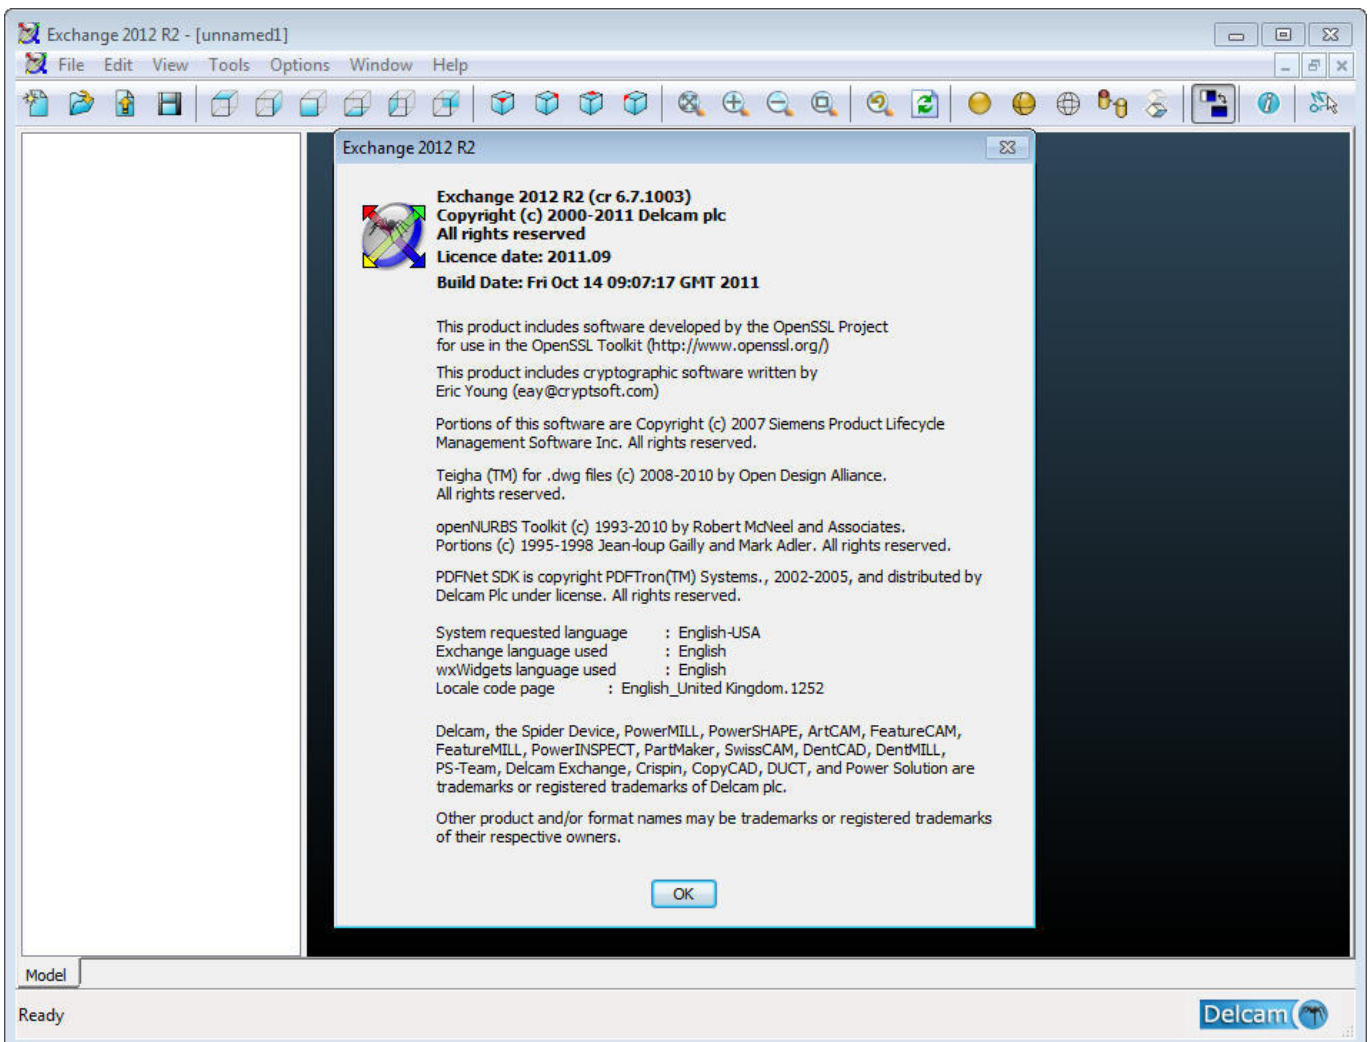 Exchange 2012 R2 - [unnamed1]
File Edit View Tools Options Window Help
Exchange 2012 R2
Exchange 2012 R2 (cr 6.7.1003)
Copyright (c) 2000-2011 Delcam plc
All rights reserved
Licence date: 2011.09
Build Date: Fri Oct 14 09:07:17 GMT 2011
This product includes software developed by the OpenSSL Project
for use in the OpenSSL Toolkit (http://www.openssl.org/)
This product includes cryptographic software written by
Eric Young (eay@cryptsoft.com)
Portions of this software are Copyright (c) 2007 Siemens Product Lifecycle
Management Software Inc. All rights reserved.
Teigha (TM) for .dwg files (c) 2008-2010 by Open Design Alliance.
All rights reserved.
openNURBS Toolkit (c) 1993-2010 by Robert McNeel and Associates.
Portions (c) 1995-1998 Jean-loup Gailly and Mark Adler. All rights reserved.
PDFNet SDK is copyright PDFTron(TM) Systems., 2002-2005, and distributed by
Delcam Plc under license. All rights reserved.
System requested language : English-USA
Exchange language used : English
wxWidgets language used : English
Locale code page : English_United Kingdom.1252
Delcam, the Spider Device, PowerMILL, PowerSHAPE, ArtCAM, FeatureCAM,
FeatureMILL, PowerINSPECT, PartMaker, SwissCAM, DentCAD, DentMILL,
PS-Team, Delcam Exchange, Crispin, CopyCAD, DUCT, and Power Solution are
trademarks or registered trademarks of Delcam plc.
Other product and/or format names may be trademarks or registered trademarks
of their respective owners.
OK
Model
Ready
Delcam